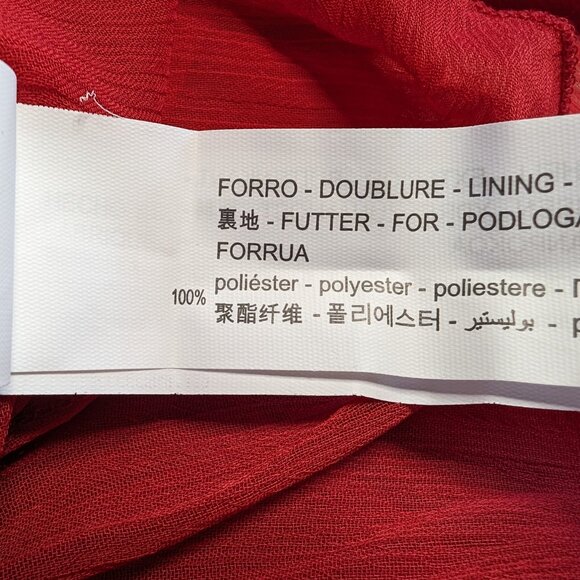 FORRO - DOUBLURE - LINING -
裏地 - FUTTER - FOR - PODLOGA
FORRUA
100% poliéster - polyester - poliestere -
聚酯纤维 - 폴리에스터 - بوليستير -